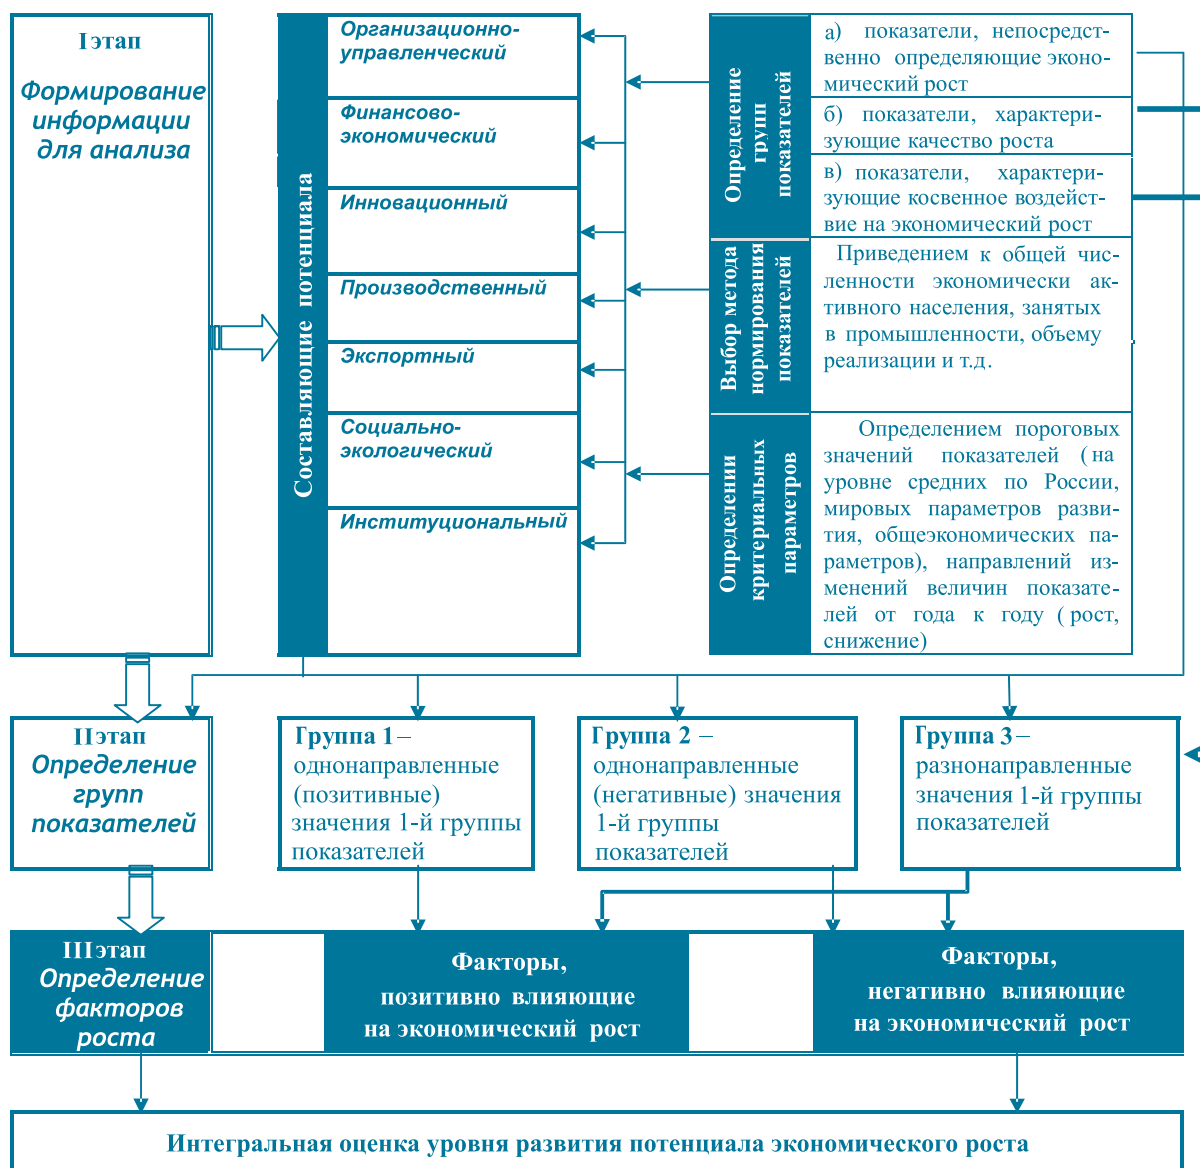 I этап
Формирование
информации
для анализа
Составляющие потенциала
Организационно-
управленческий
Финансово-
экономический
Инновационный
Производственный
Экспортный
Социально-
экологический
Институциональный
Определение
групп
показателей
а) показатели, непосредст-
венно определяющие эконо-
мический рост
б) показатели, характери-
зующие качество роста
в) показатели, характери-
зующие косвенное воздейст-
вие на экономический рост
Выбор метода
нормирования
показателей
Приведением к общей чис-
ленности экономически ак-
тивного населения, занятых
в промышленности, объему
реализации и т.д.
Определении
критериальных
параметров
Определением пороговых
значений показателей (на
уровне средних по России,
мировых параметров разви-
тия, общеэкономических па-
раметров), направлений из-
менений величин показате-
лей от года к году ( рост,
снижение)
II этап
Определение
групп
показателей
Группа 1 –
однонаправленные
(позитивные)
значения 1-й группы
показателей
Группа 2 –
однонаправленные
(негативные) значения
1-й группы
показателей
Группа 3 –
разнонаправленные
значения 1-й группы
показателей
III этап
Определение
факторов
роста
Факторы,
позитивно влияющие
на экономический рост
Факторы,
негативно влияющие
на экономический рост
Интегральная оценка уровня развития потенциала экономического роста